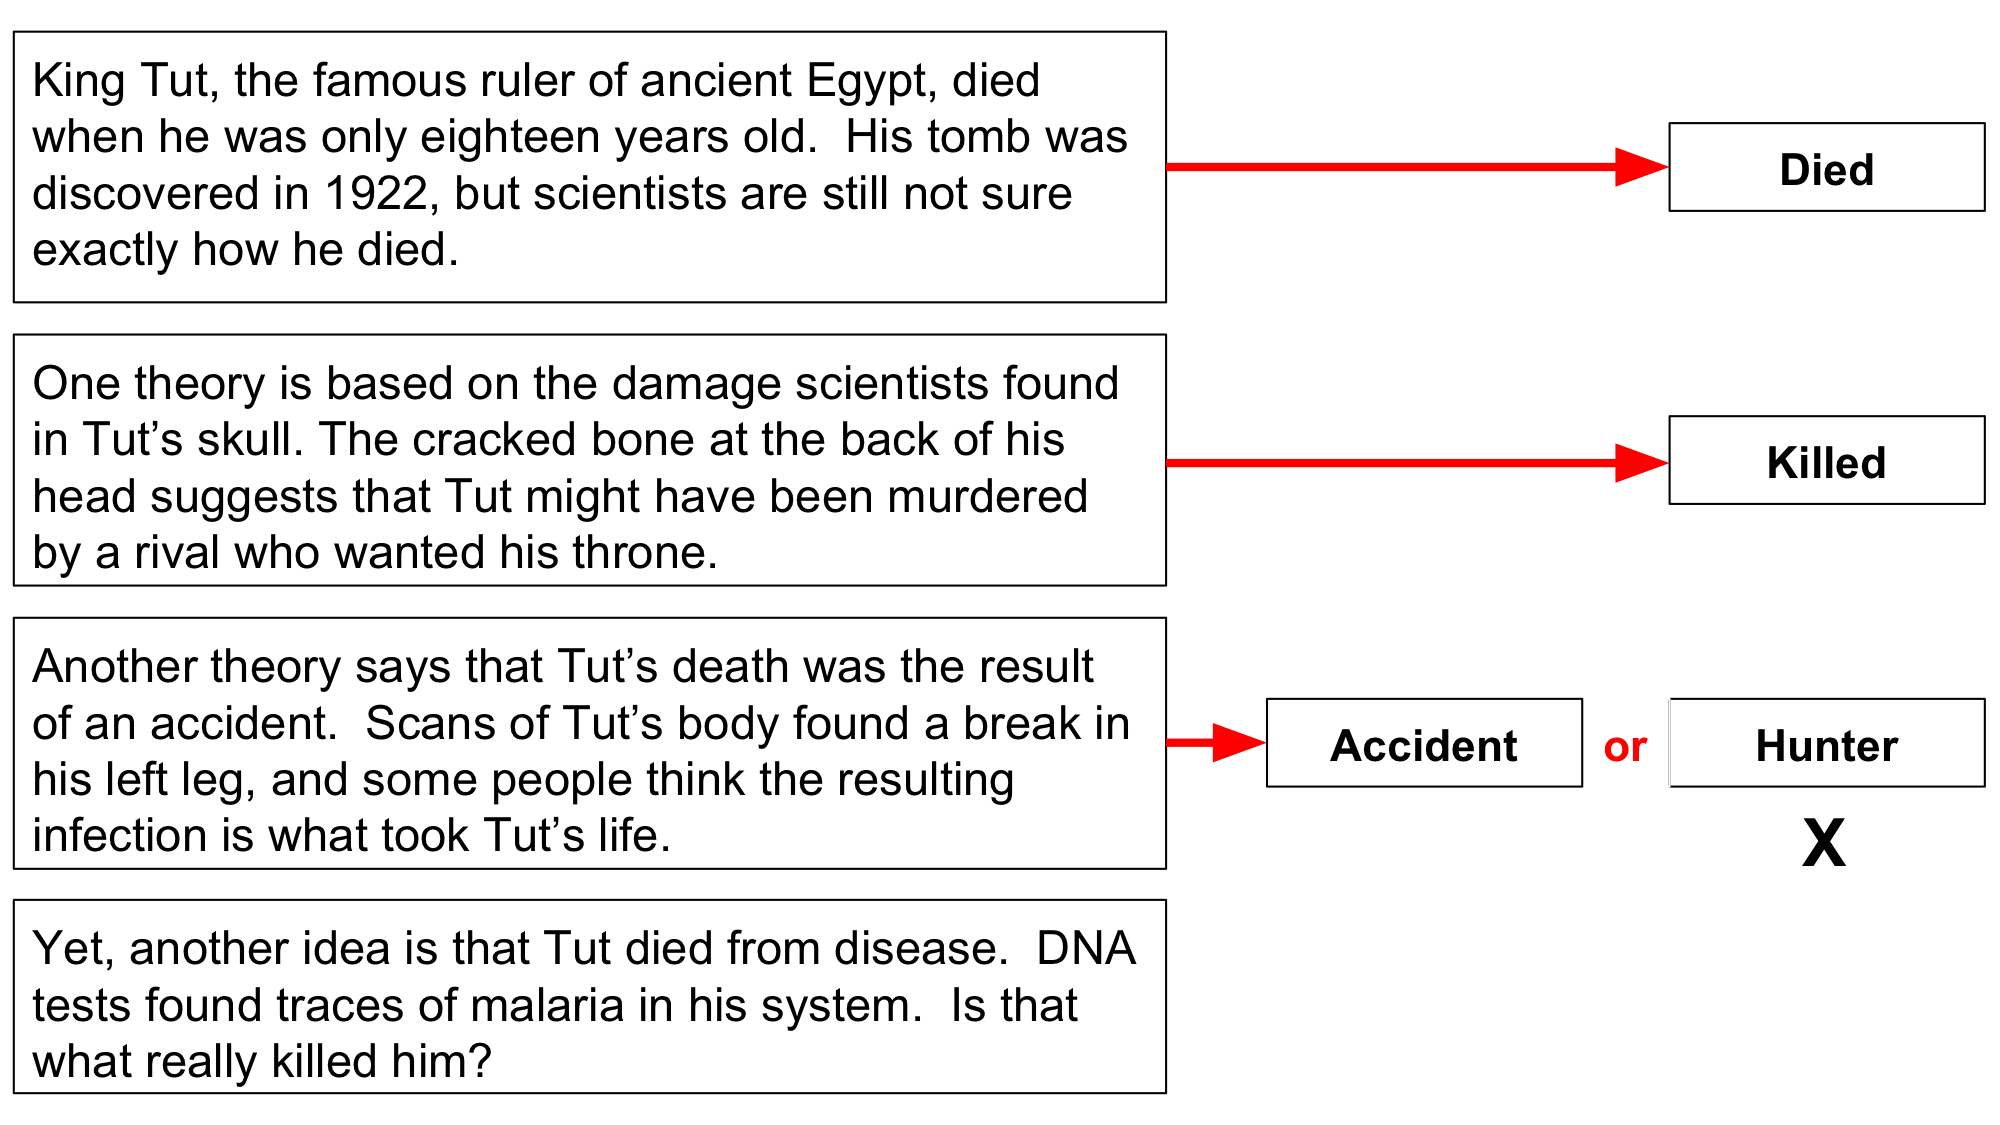 King Tut, the famous ruler of ancient Egypt, died
when he was only eighteen years old.  His tomb was
discovered in 1922, but scientists are still not sure
exactly how he died.
Died
One theory is based on the damage scientists found
in Tut’s skull. The cracked bone at the back of his
head suggests that Tut might have been murdered
by a rival who wanted his throne.
Killed
Another theory says that Tut’s death was the result
of an accident.  Scans of Tut’s body found a break in
his left leg, and some people think the resulting
infection is what took Tut’s life.
Accident or Hunter
X
Yet, another idea is that Tut died from disease.  DNA
tests found traces of malaria in his system.  Is that
what really killed him?